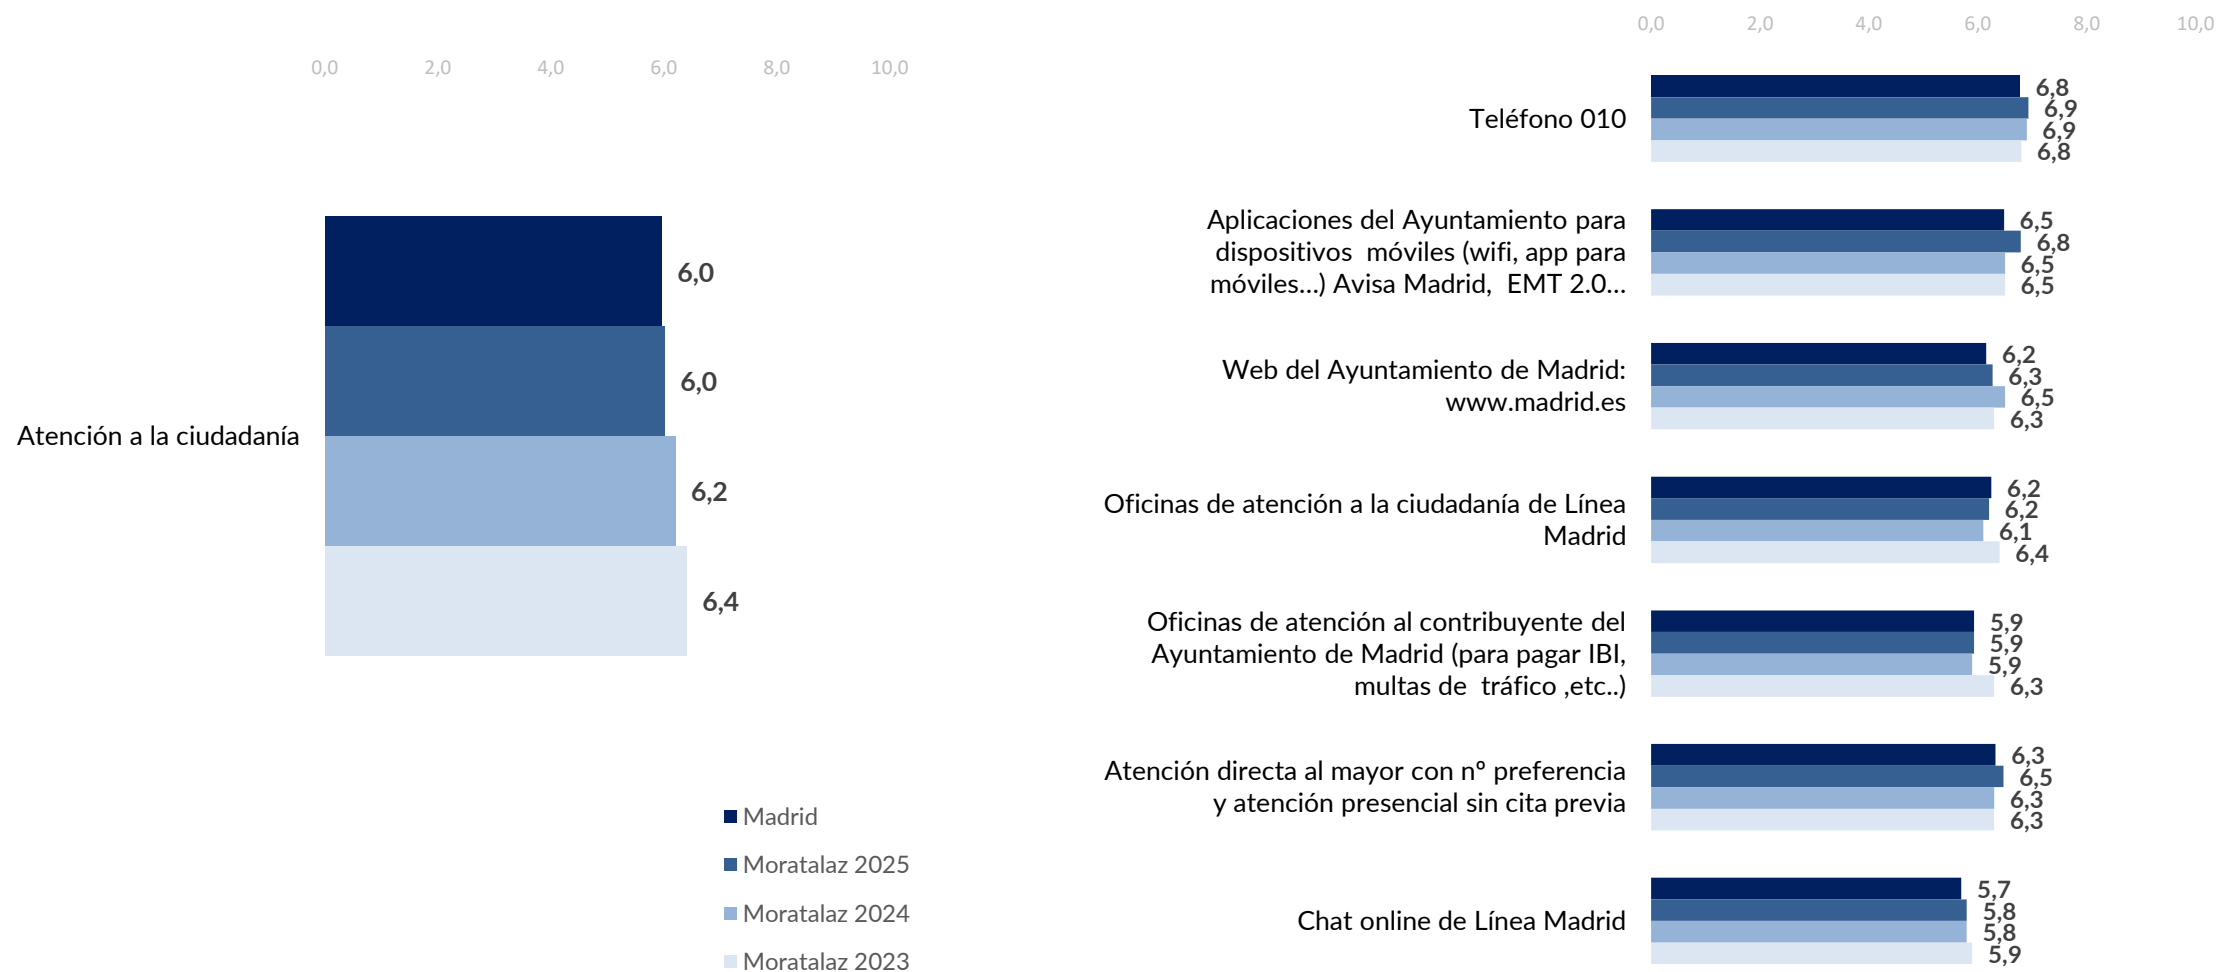 0,0 2,0 4,0 6,0 8,0 10,0
Atención a la ciudadanía
6,0
6,0
6,2
6,4
Madrid
Moratalaz 2025
Moratalaz 2024
Moratalaz 2023
0,0 2,0 4,0 6,0 8,0 10,0
Teléfono 010
6,8
6,9
6,9
6,8
Aplicaciones del Ayuntamiento para
dispositivos  móviles (wifi, app para
móviles...) Avisa Madrid,  EMT 2.0...
6,5
6,8
6,5
6,5
Web del Ayuntamiento de Madrid:
www.madrid.es
6,2
6,3
6,5
6,3
Oficinas de atención a la ciudadanía de Línea
Madrid
6,2
6,2
6,1
6,4
Oficinas de atención al contribuyente del
Ayuntamiento de Madrid (para pagar IBI,
multas de  tráfico ,etc..)
5,9
5,9
5,9
6,3
Atención directa al mayor con nº preferencia
y atención presencial sin cita previa
6,3
6,5
6,3
6,3
Chat online de Línea Madrid
5,7
5,8
5,8
5,9